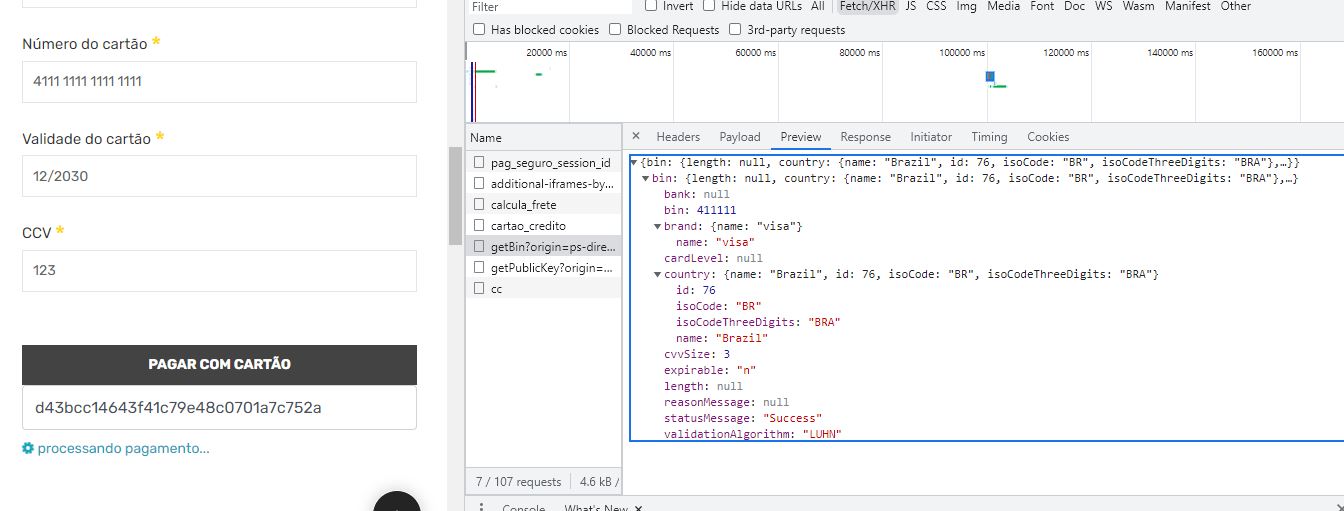 Número do cartão *
4111 1111 1111 1111
Validade do cartão *
12/2030
CCV *
123
PAGAR COM CARTÃO
d43bcc14643f41c79e48c0701a7c752a
processando pagamento...
Filter
Invert Hide data URLs All Fetch/XHR JS CSS Img Media Font Doc WS Wasm Manifest Other
Has blocked cookies Blocked Requests 3rd-party requests
20000 ms 40000 ms 60000 ms 80000 ms 100000 ms 120000 ms 140000 ms 160000 ms
Name
pag_seguro_session_id
additional-iframes-by...
calcula_frete
cartao_credito
getBin?origin=ps-dire...
getPublicKey?origin=...
cc
7 / 107 requests 4.6 kB /
× Headers Payload Preview Response Initiator Timing Cookies
▼{bin: {length: null, country: {name: "Brazil", id: 76, isoCode: "BR", isoCodeThreeDigits: "BRA"},…}}
▼bin: {length: null, country: {name: "Brazil", id: 76, isoCode: "BR", isoCodeThreeDigits: "BRA"},…}
bank: null
bin: 411111
▼brand: {name: "visa"}
name: "visa"
cardLevel: null
▼country: {name: "Brazil", id: 76, isoCode: "BR", isoCodeThreeDigits: "BRA"}
id: 76
isoCode: "BR"
isoCodeThreeDigits: "BRA"
name: "Brazil"
cvvSize: 3
expirable: "n"
length: null
reasonMessage: null
statusMessage: "Success"
validationAlgorithm: "LUHN"
Console What's New ×